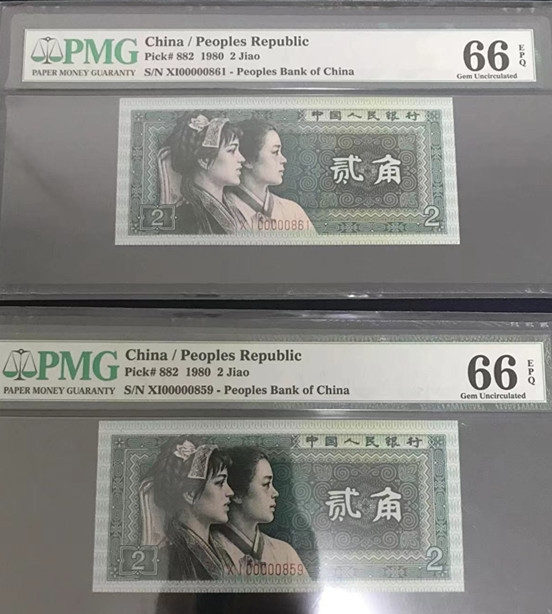 PMG
PAPER MONEY GUARANTY
China / Peoples Republic
Pick# 882 1980 2 Jiao
S/N XI00000861 - Peoples Bank of China
66 EPQ
Gem Uncirculated
中国人民银行
贰角
2
XI00000861
2
PMG
PAPER MONEY GUARANTY
China / Peoples Republic
Pick# 882 1980 2 Jiao
S/N XI00000859 - Peoples Bank of China
66 EPQ
Gem Uncirculated
中国人民银行
贰角
2
XI00000859
2